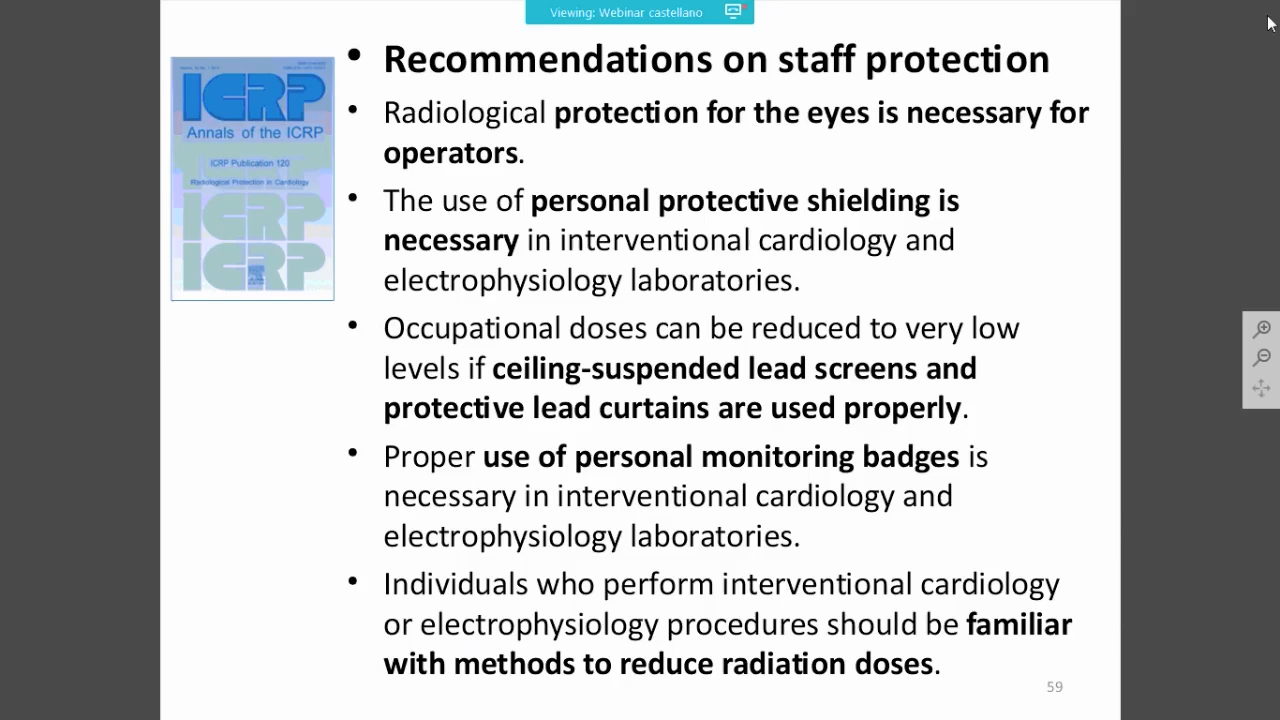 Viewing: Webinar castellano
ICRP
Annals of the ICRP
ICRP Publication 120
Radiological Protection in Cardiology
ICRP
ICRP
• Recommendations on staff protection
• Radiological protection for the eyes is necessary for
operators.
• The use of personal protective shielding is
necessary in interventional cardiology and
electrophysiology laboratories.
• Occupational doses can be reduced to very low
levels if ceiling-suspended lead screens and
protective lead curtains are used properly.
• Proper use of personal monitoring badges is
necessary in interventional cardiology and
electrophysiology laboratories.
• Individuals who perform interventional cardiology
or electrophysiology procedures should be familiar
with methods to reduce radiation doses.
59